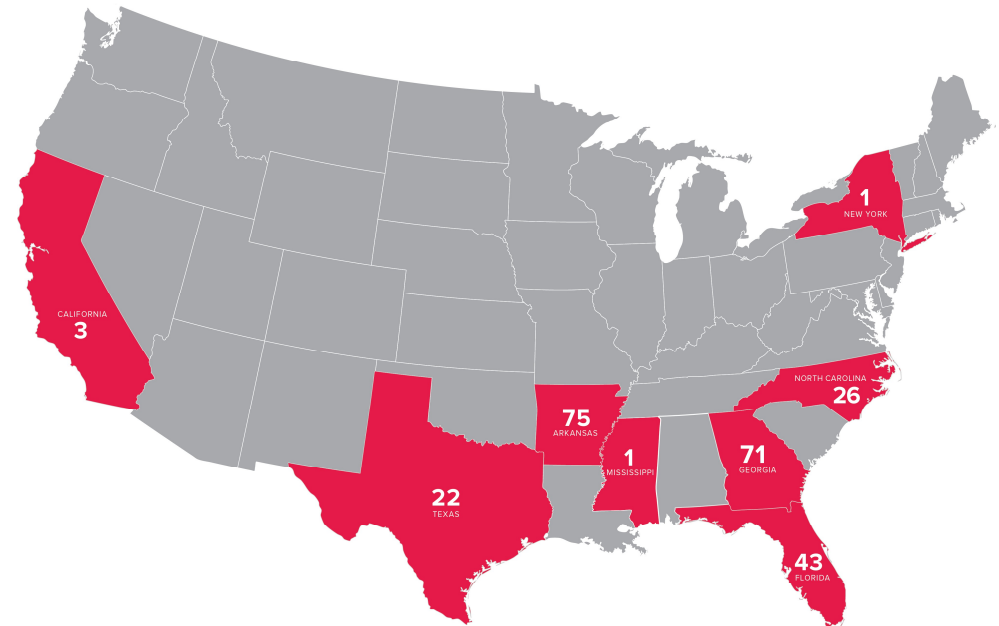 1
NEW YORK
CALIFORNIA
3
NORTH CAROLINA
26
75
ARKANSAS
1
MISSISSIPPI
71
GEORGIA
22
TEXAS
43
FLORIDA